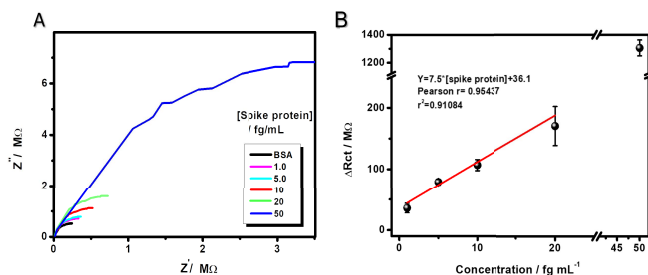 A
6
4
2
0
0
1
2
3
Z'' / MΩ
Z' / MΩ
[Spike protein]
/ fg/mL
BSA
1.0
5.0
10
20
50
B
1400
1300
200
100
0
0
10
20
45
50
ΔRct / MΩ
Concentration / fg mL⁻¹
Y=7.5*[spike protein]+36.1
Pearson r= 0.95437
r²=0.91084